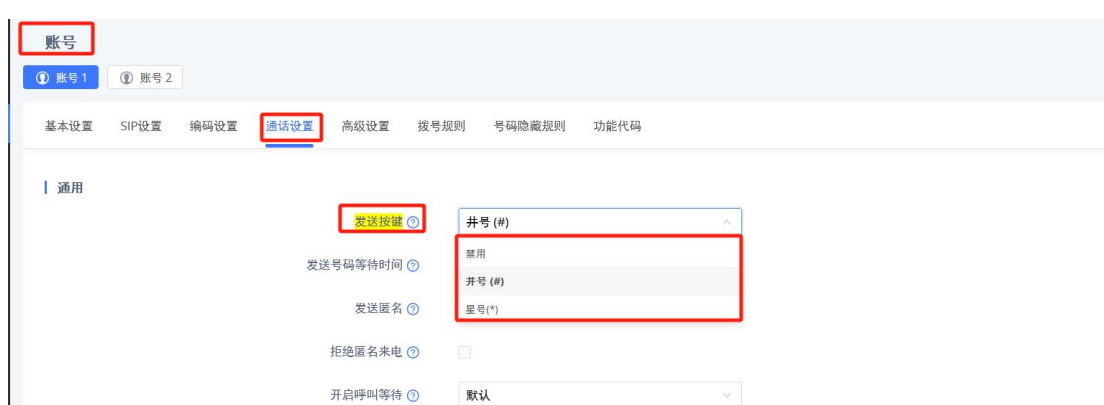 账号
账号 1 账号 2
基本设置 SIP设置 编码设置 通话设置 高级设置 拨号规则 号码隐藏规则 功能代码
通用
发送按键 井号 (#)
禁用
发送号码等待时间
井号 (#)
发送匿名
星号(*)
拒绝匿名来电
开启呼叫等待 默认